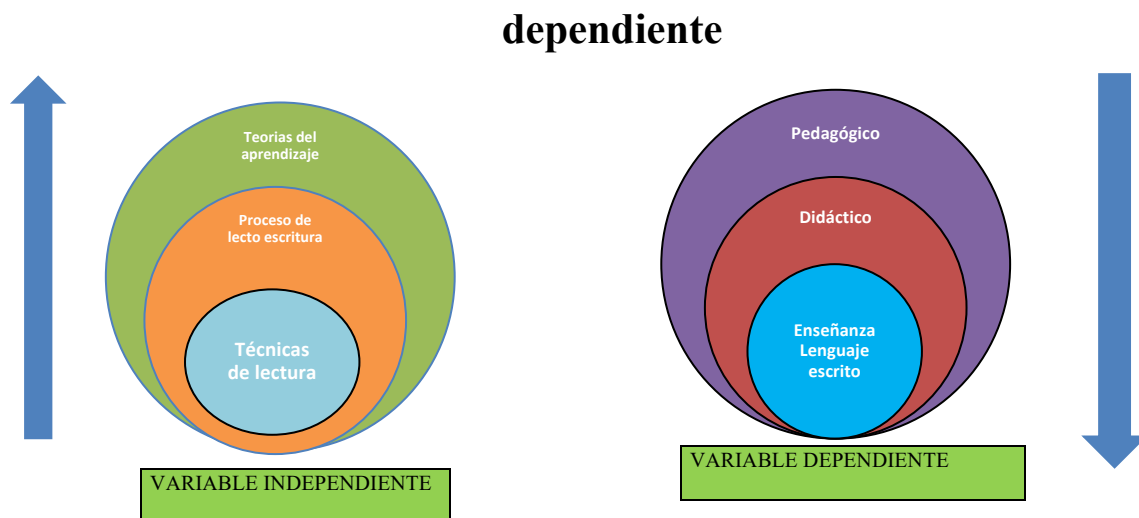 dependiente
Teorias del
aprendizaje
Proceso de
lecto escritura
Técnicas
de lectura
VARIABLE INDEPENDIENTE
Pedagógico
Didáctico
Enseñanza
Lenguaje
escrito
VARIABLE DEPENDIENTE